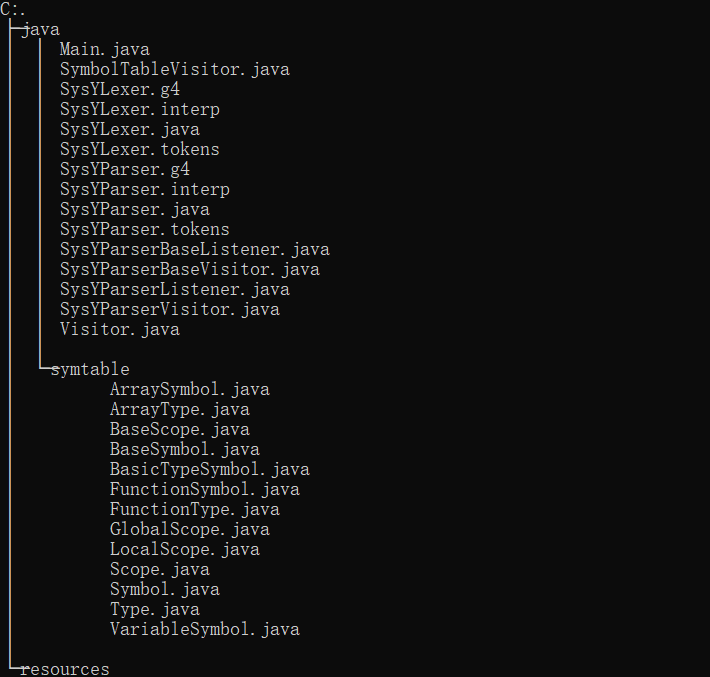 C:.
├─java
│  │  Main.java
│  │  SymbolTableVisitor.java
│  │  SysYLexer.g4
│  │  SysYLexer.interp
│  │  SysYLexer.java
│  │  SysYLexer.tokens
│  │  SysYParser.g4
│  │  SysYParser.interp
│  │  SysYParser.java
│  │  SysYParser.tokens
│  │  SysYParserBaseListener.java
│  │  SysYParserBaseVisitor.java
│  │  SysYParserListener.java
│  │  SysYParserVisitor.java
│  │  Visitor.java
│  │
│  └─symtable
│          ArraySymbol.java
│          ArrayType.java
│          BaseScope.java
│          BaseSymbol.java
│          BasicTypeSymbol.java
│          FunctionSymbol.java
│          FunctionType.java
│          GlobalScope.java
│          LocalScope.java
│          Scope.java
│          Symbol.java
│          Type.java
│          VariableSymbol.java
│
└─resources